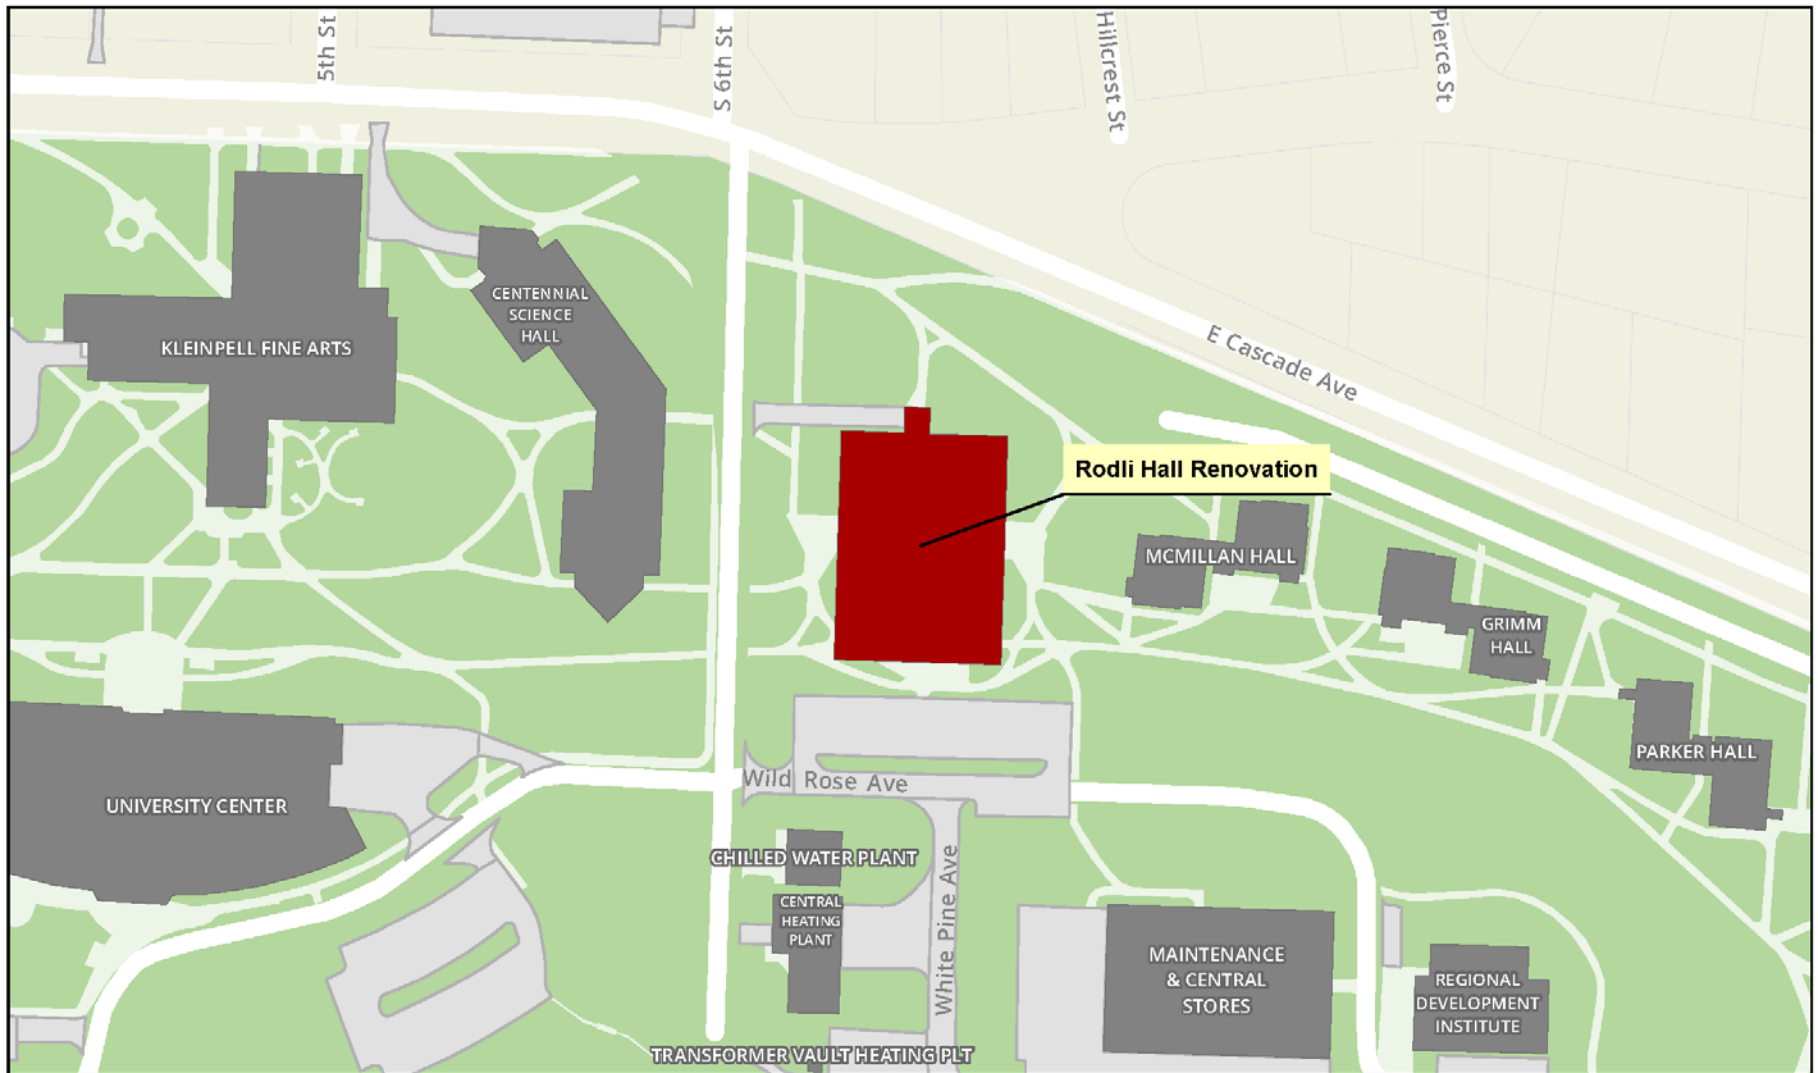 5th St
S 6th St
Hillcrest St
Pierce St
CENTENNIAL
SCIENCE
HALL
KLEINPELL FINE ARTS
E Cascade Ave
Rodli Hall Renovation
MCMILLAN HALL
GRIMM
HALL
PARKER HALL
Wild Rose Ave
UNIVERSITY CENTER
CHILLED WATER PLANT
CENTRAL
HEATING
PLANT
White Pine Ave
MAINTENANCE
& CENTRAL
STORES
REGIONAL
DEVELOPMENT
INSTITUTE
TRANSFORMER VAULT HEATING PLT